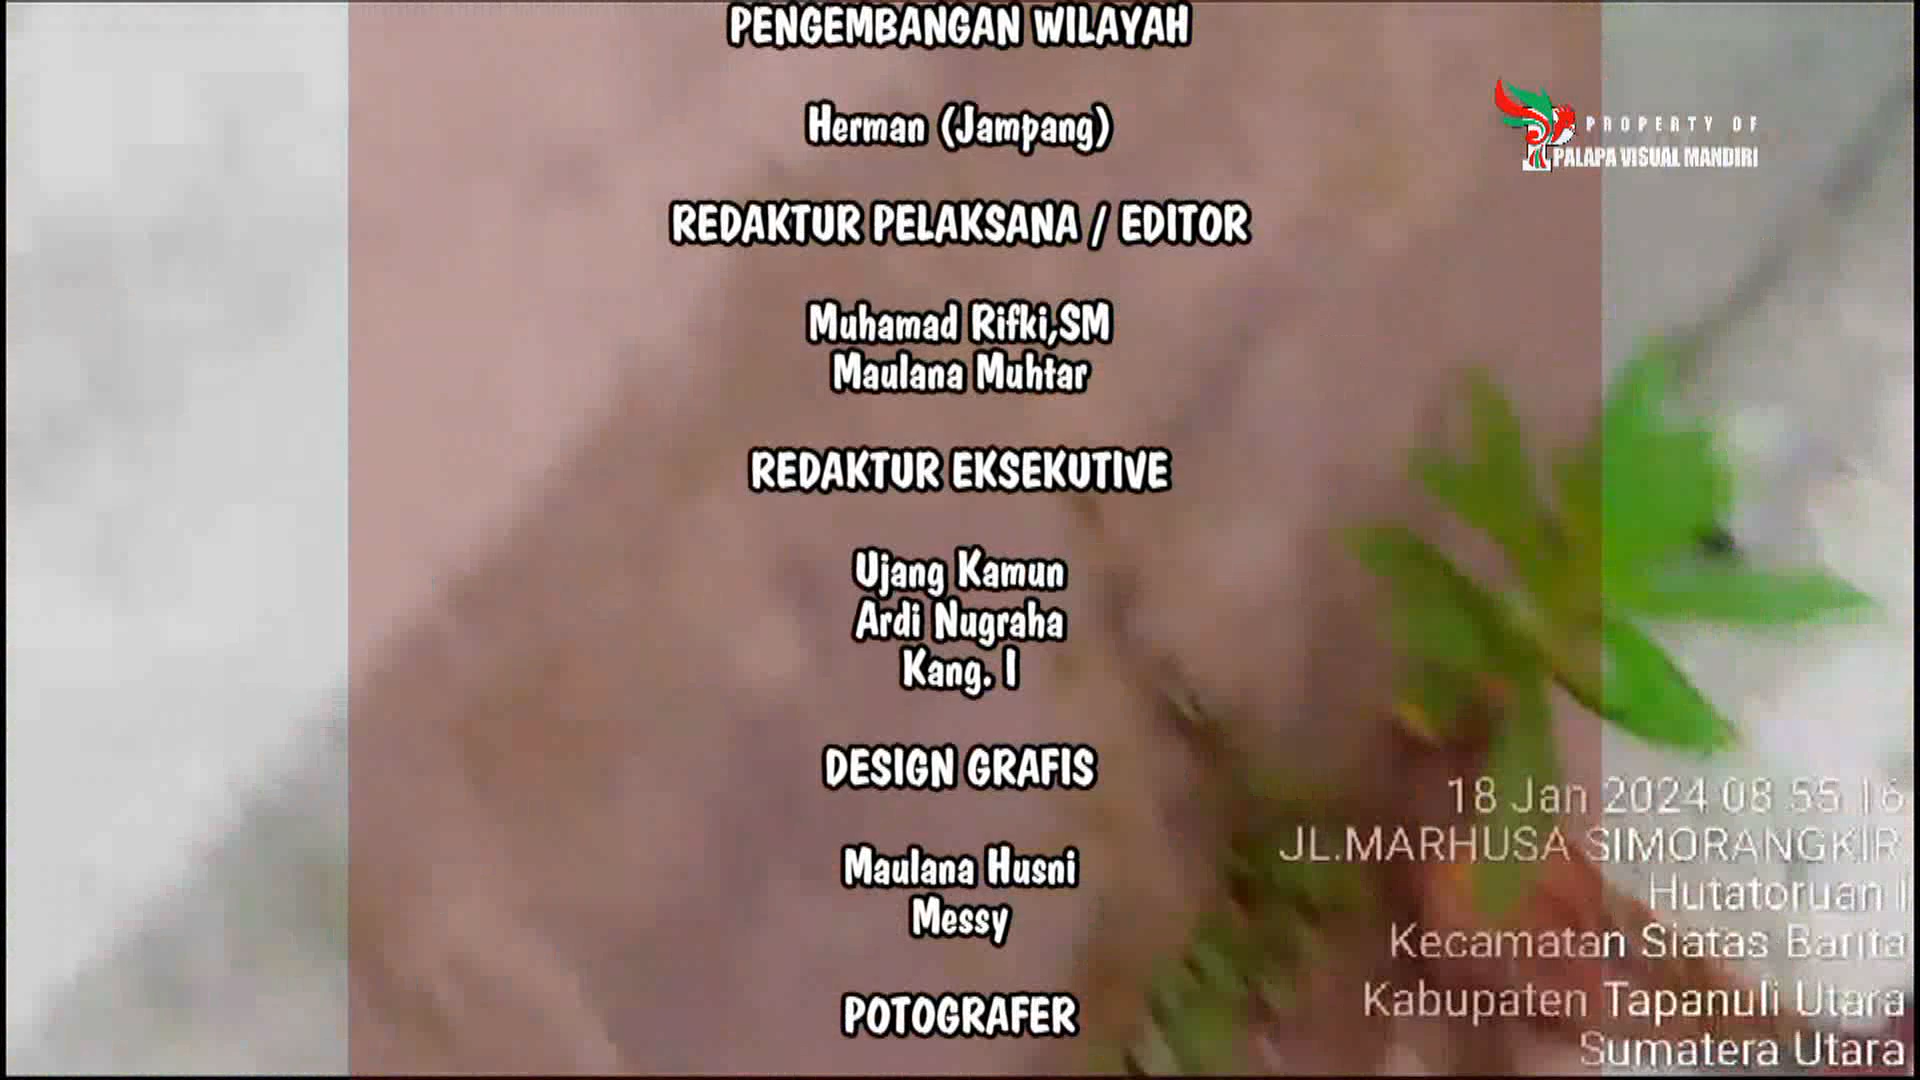 PENGEMBANGAN WILAYAH
Herman (Jampang)
REDAKTUR PELAKSANA / EDITOR
Muhamad Rifki,SM
Maulana Muhtar
REDAKTUR EKSEKUTIVE
Ujang Kamun
Ardi Nugraha
Kang. I
DESIGN GRAFIS
Maulana Husni
Messy
POTOGRAFER
PROPERTY OF
PALAPA VISUAL MANDIRI
18 Jan 2024 08.55.16
JL.MARHUSA SIMORANGKIR
Hutatoruan I
Kecamatan Siatas Barita
Kabupaten Tapanuli Utara
Sumatera Utara